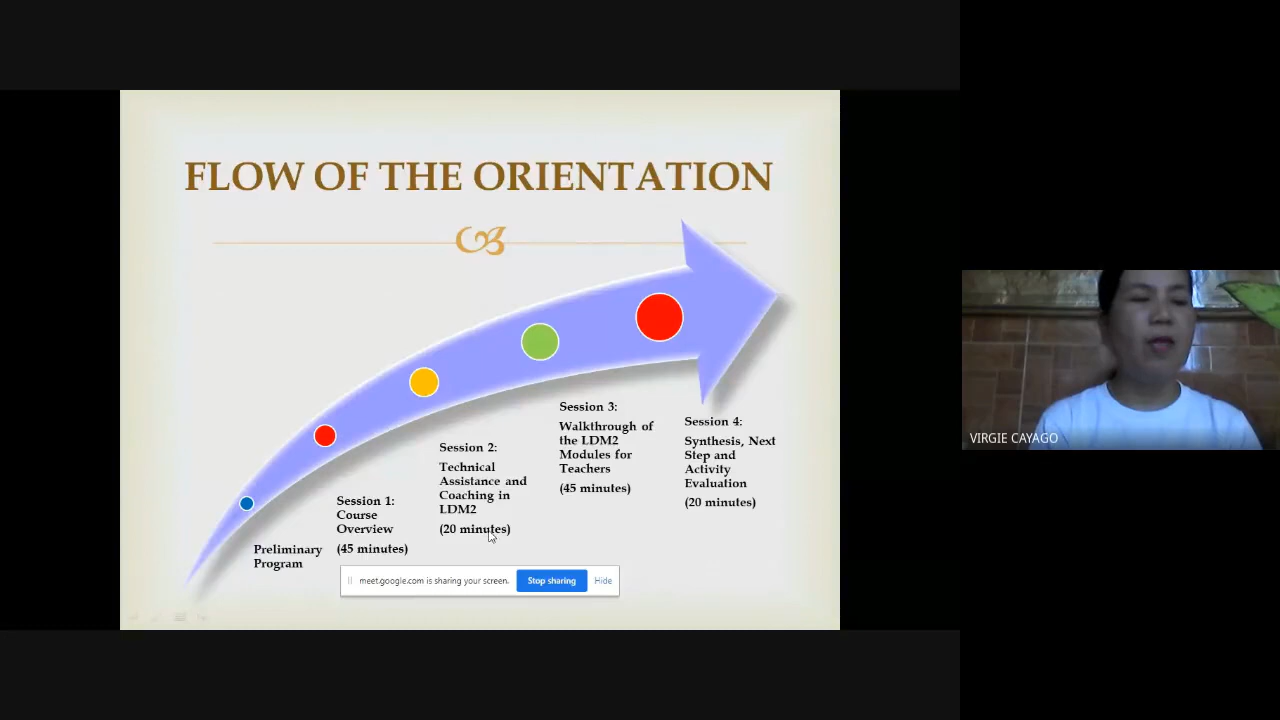 FLOW OF THE ORIENTATION
Preliminary
Program
Session 1:
Course
Overview
(45 minutes)
Session 2:
Technical
Assistance and
Coaching in
LDM2
(20 minutes)
Session 3:
Walkthrough of
the LDM2
Modules for
Teachers
(45 minutes)
Session 4:
Synthesis, Next
Step and
Activity
Evaluation
(20 minutes)
meet.google.com is sharing your screen. Stop sharing Hide
VIRGIE CAYAGO